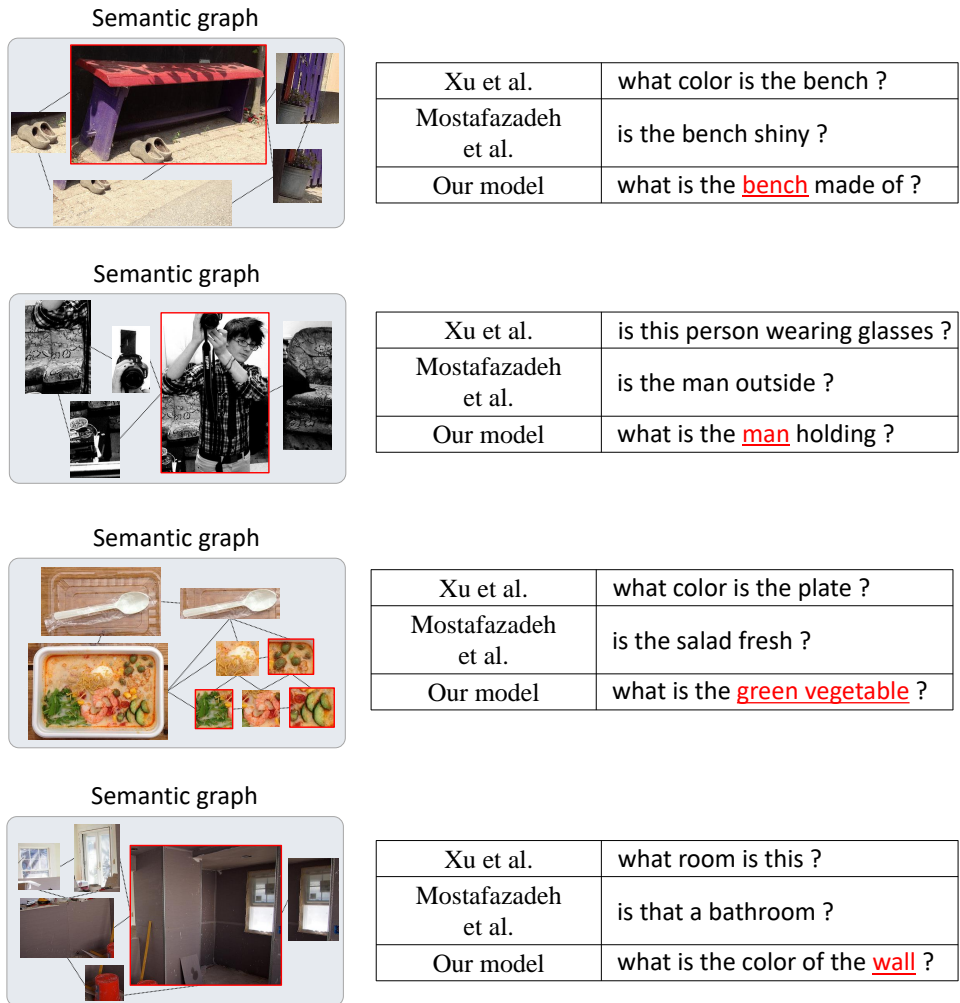 Semantic graph
Xu et al.
what color is the bench ?
Mostafazadeh
et al.
is the bench shiny ?
Our model
what is the bench made of ?
Semantic graph
Xu et al.
is this person wearing glasses ?
Mostafazadeh
et al.
is the man outside ?
Our model
what is the man holding ?
Semantic graph
Xu et al.
what color is the plate ?
Mostafazadeh
et al.
is the salad fresh ?
Our model
what is the green vegetable ?
Semantic graph
Xu et al.
what room is this ?
Mostafazadeh
et al.
is that a bathroom ?
Our model
what is the color of the wall ?